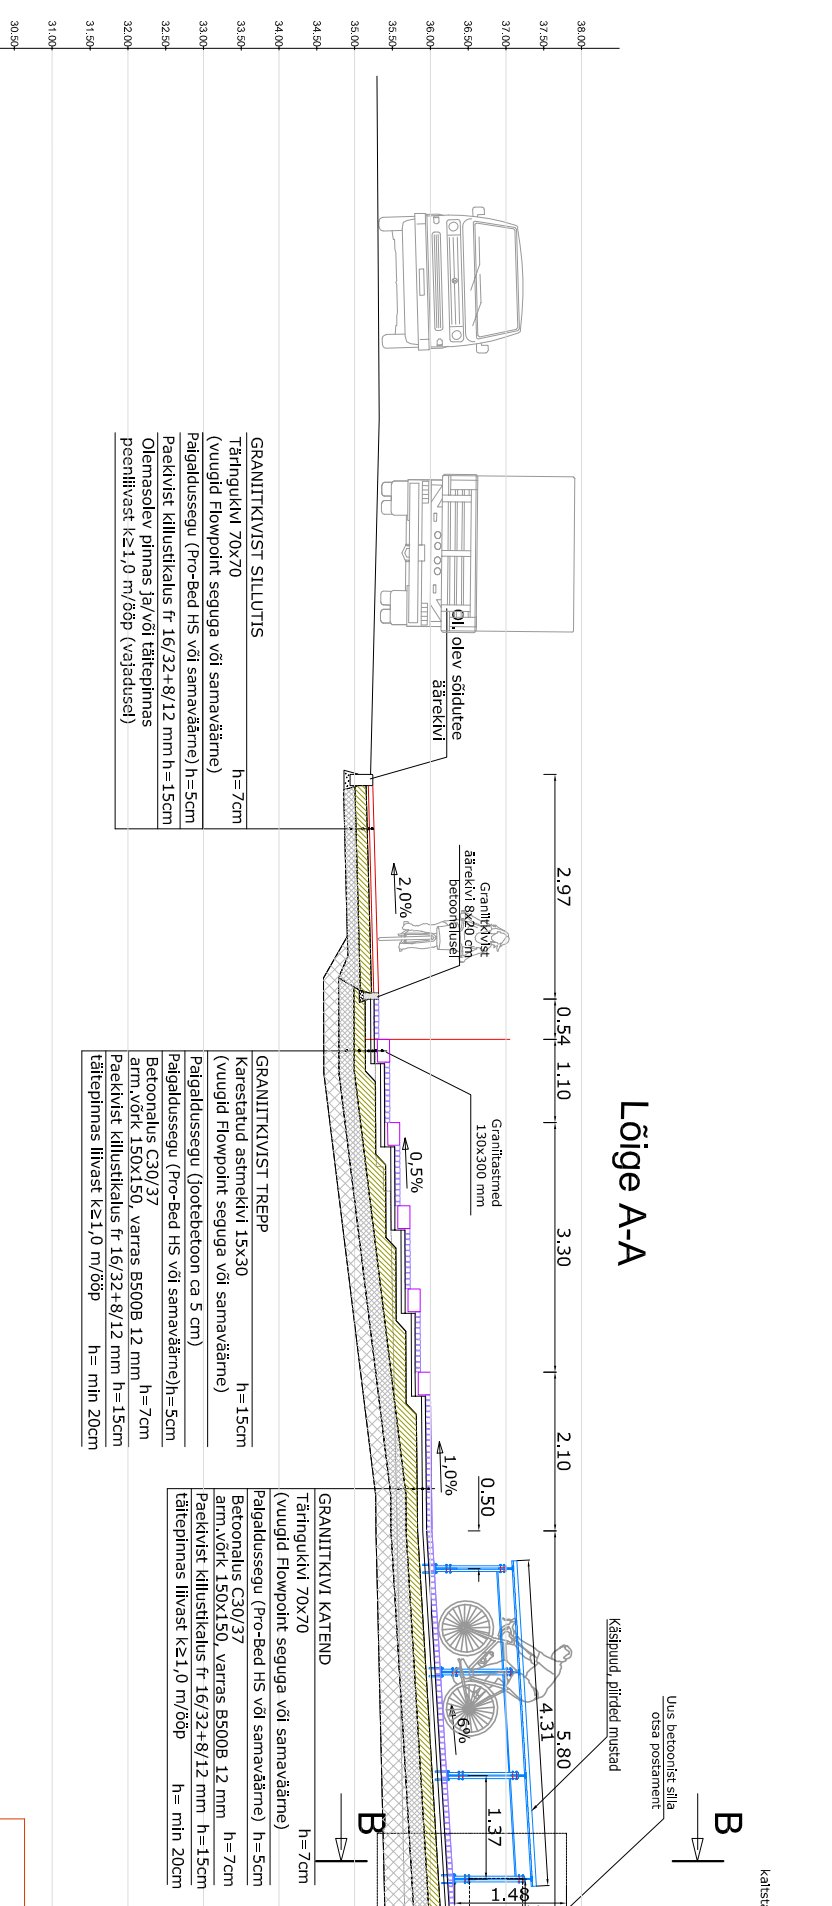 30.50
31.00
31.50
32.00
32.50
33.00
33.50
34.00
34.50
35.00
35.50
36.00
36.50
37.00
37.50
38.00
Lõige A-A
Ol. olev sõidutee
äärekivi
Graniitkivist
äärekivi 8x20 cm
betoonalusel
Graniitastmed
130x300 mm
Käsipuud, piirded mustad
Uus betoonist silla
otsa postament
2.97
0.54
1.10
3.30
2.10
0.50
5.80
4.31
1.37
1.48
2,0%
0,5%
1,0%
6%
B
B
GRANIITKIVIST SILLUTIS
Täringukivi 70x70 h=7cm
(vuugid Flowpoint seguga või samaväärne)
Paigaldussegu (Pro-Bed HS või samaväärne) h=5cm
Paekivist killustikalus fr 16/32+8/12 mm h=15cm
Olemasolev pinnas ja/või täitepinnas
peenliivast k≥1,0 m/ööp (vajadusel)
GRANIITKIVIST TREPP
Karestatud astmekivi 15x30 h=15cm
(vuugid Flowpoint seguga või samaväärne)
Paigaldussegu (jootebetoon ca 5 cm)
Paigaldussegu (Pro-Bed HS või samaväärne)h=5cm
Betoonalus C30/37
arm.võrk 150x150, varras B500B 12 mm h=7cm
Paekivist killustikalus fr 16/32+8/12 mm h=15cm
täitepinnas liivast k≥1,0 m/ööp h= min 20cm
GRANIITKIVI KATEND
Täringukivi 70x70 h=7cm
(vuugid Flowpoint seguga või samaväärne)
Paigaldussegu (Pro-Bed HS või samaväärne) h=5cm
Betoonalus C30/37
arm.võrk 150x150, varras B500B 12 mm h=7cm
Paekivist killustikalus fr 16/32+8/12 mm h=15cm
täitepinnas liivast k≥1,0 m/ööp h= min 20cm